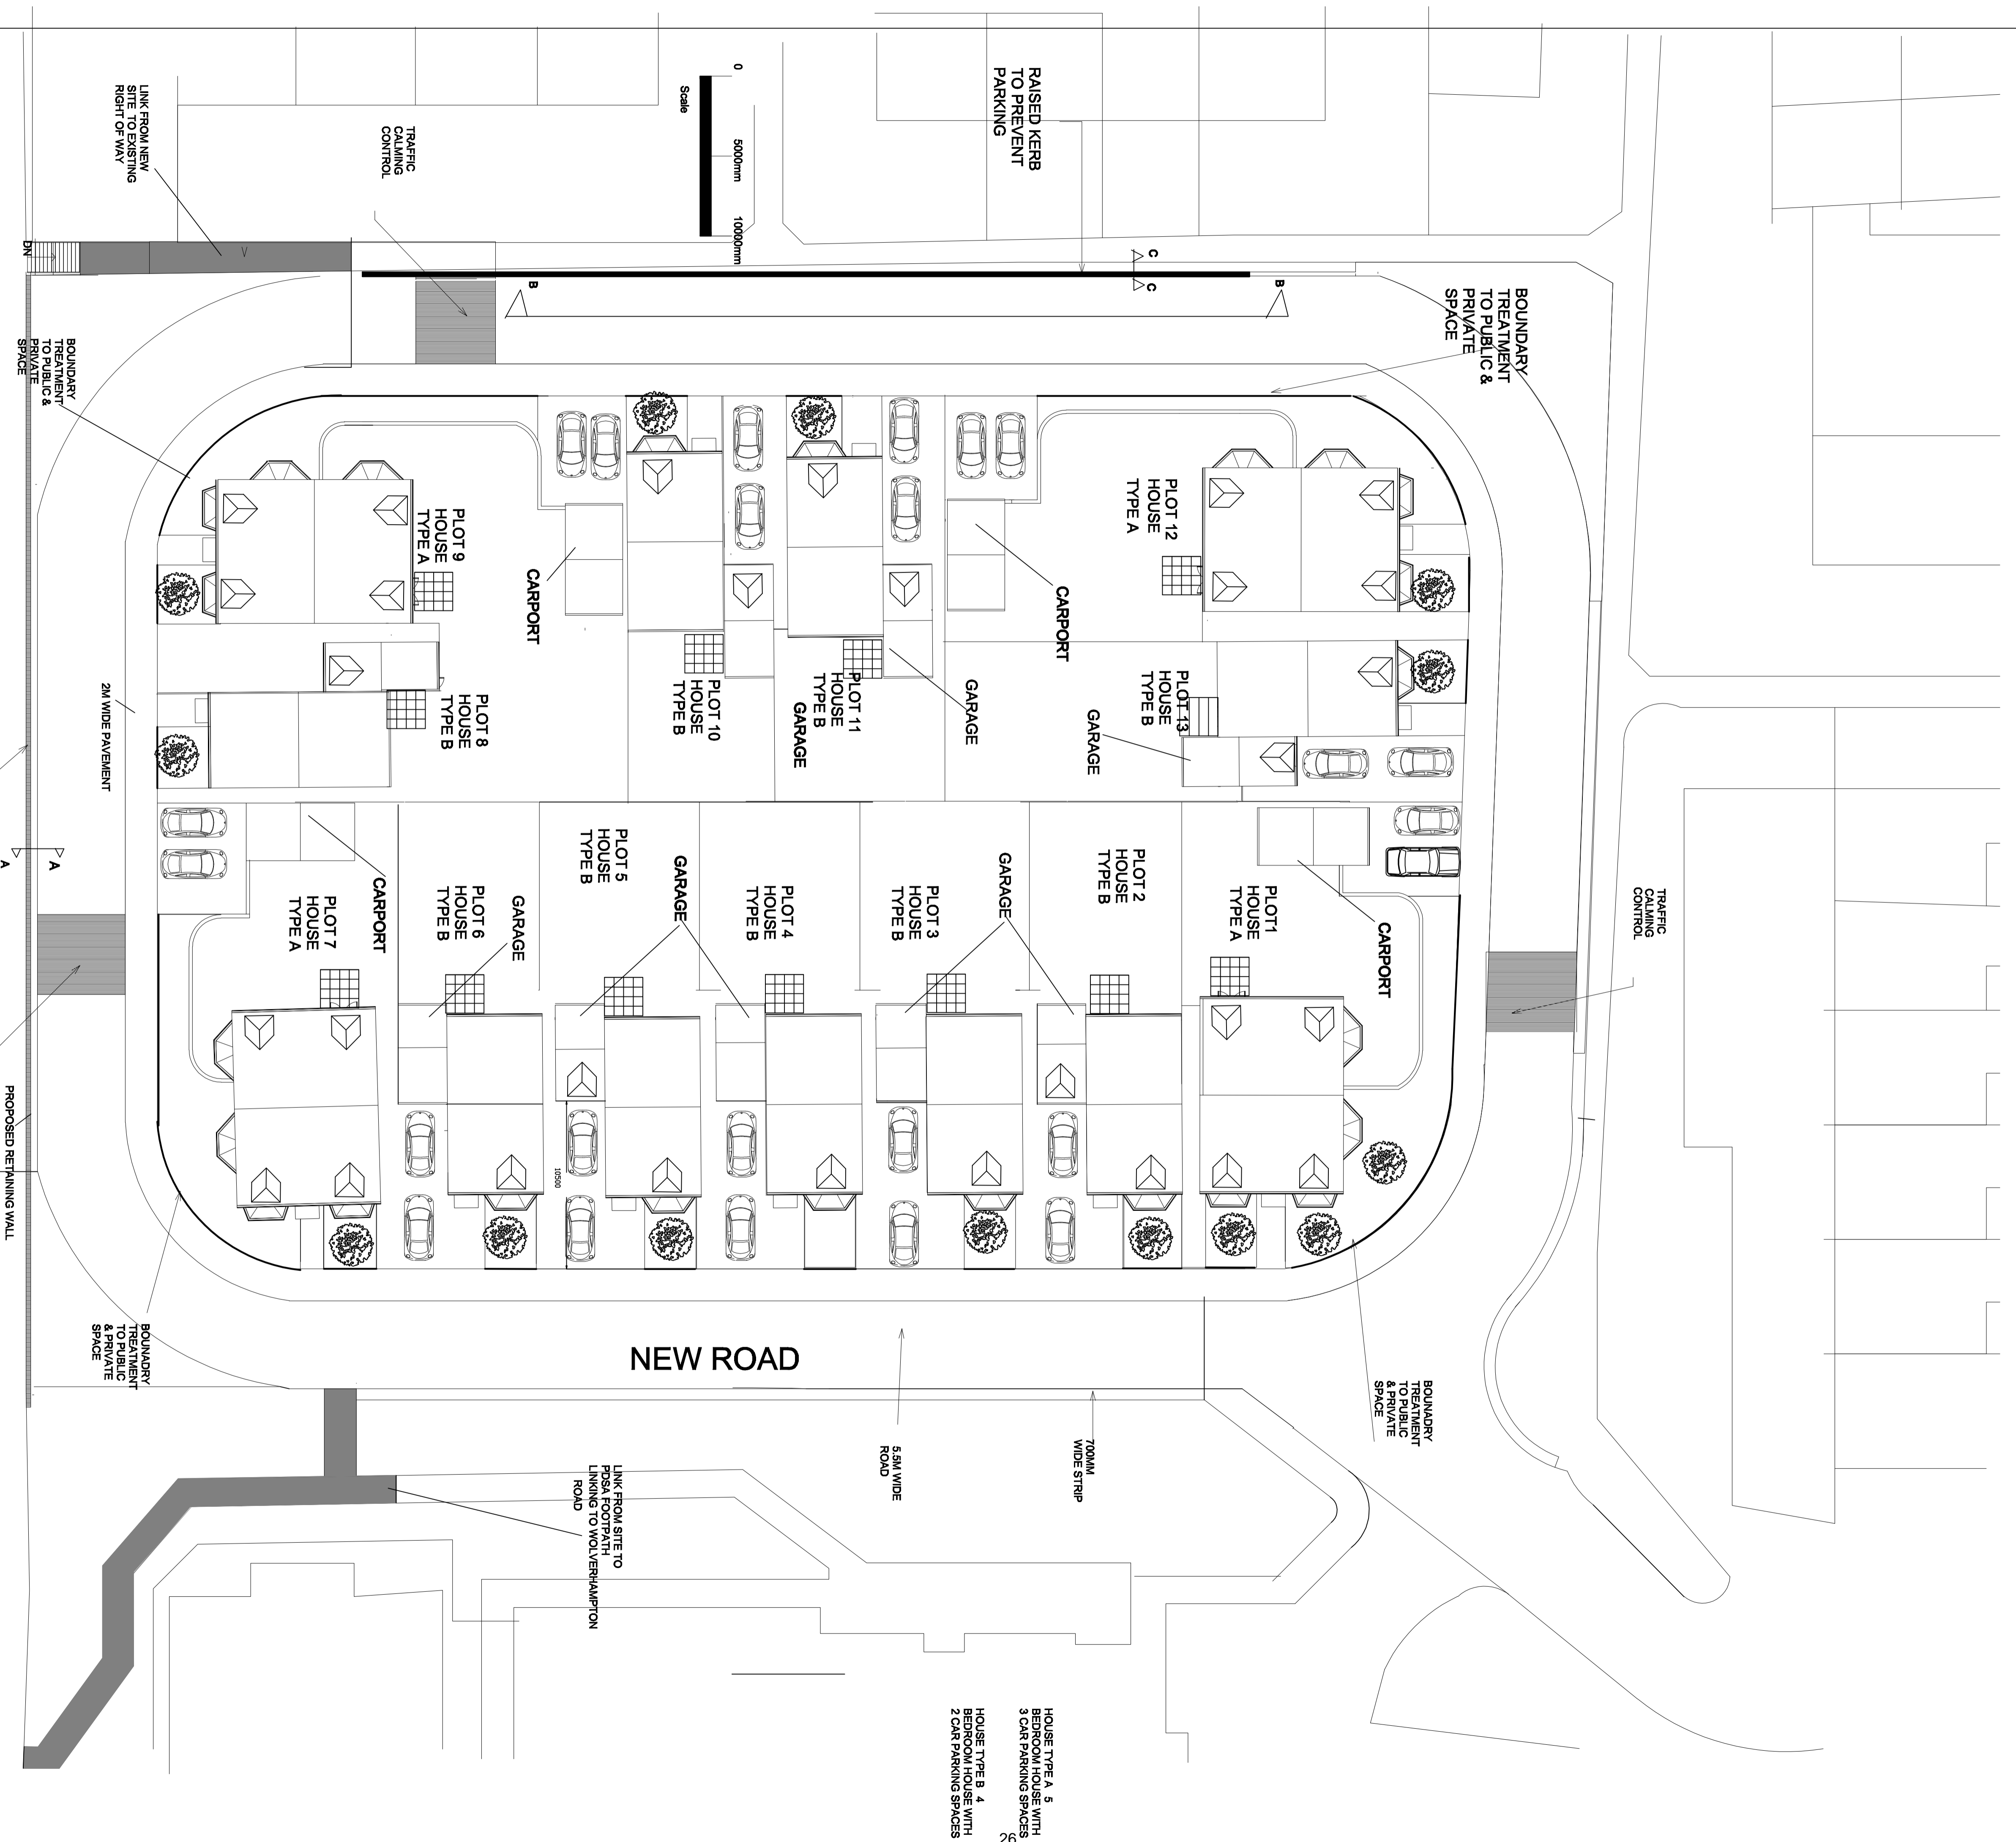 LINK FROM NEW
SITE TO EXISTING
RIGHT OF WAY
TRAFFIC
CALMING
CONTROL
0
5000mm
10000mm
Scale
RAISED KERB
TO PREVENT
PARKING
DN
B
B
C
C
BOUNDARY
TREATMENT
TO PUBLIC &
PRIVATE
SPACE
BOUNDARY
TREATMENT
TO PUBLIC &
PRIVATE
SPACE
PLOT 9
HOUSE
TYPE A
CARPORT
PLOT 12
HOUSE
TYPE A
CARPORT
PLOT 8
HOUSE
TYPE B
PLOT 10
HOUSE
TYPE B
PLOT 11
HOUSE
TYPE B
GARAGE
GARAGE
PLOT 13
HOUSE
TYPE B
GARAGE
2M WIDE PAVEMENT
A
A
PLOT 7
HOUSE
TYPE A
CARPORT
PLOT 6
HOUSE
TYPE B
GARAGE
PLOT 5
HOUSE
TYPE B
GARAGE
PLOT 4
HOUSE
TYPE B
PLOT 3
HOUSE
TYPE B
GARAGE
PLOT 2
HOUSE
TYPE B
PLOT1
HOUSE
TYPE A
CARPORT
TRAFFIC
CALMING
CONTROL
10'500
PROPOSED RETAINING WALL
BOUNADRY
TREATMENT
TO PUBLIC
& PRIVATE
SPACE
NEW ROAD
BOUNADRY
TREATMENT
TO PUBLIC
& PRIVATE
SPACE
5.5M WIDE
ROAD
700MM
WIDE STRIP
LINK FROM SITE TO
PDSA FOOTPATH
LINKING TO WOLVERHAMPTON
ROAD
HOUSE TYPE A 5
BEDROOM HOUSE WITH
3 CAR PARKING SPACES
HOUSE TYPE B 4
BEDROOM HOUSE WITH
2 CAR PARKING SPACES
26